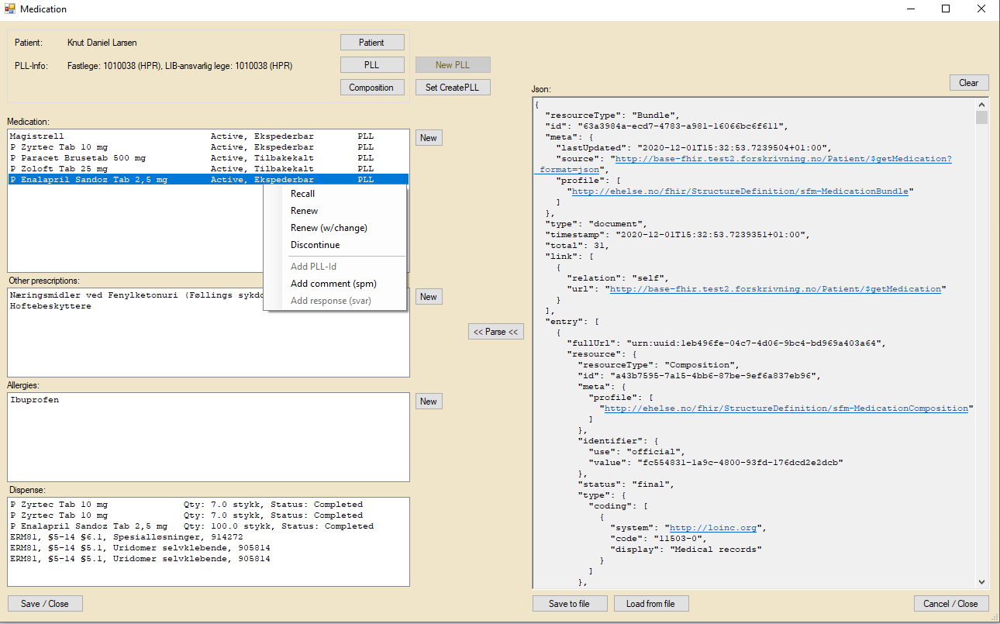 Medication
Patient: Knut Daniel Larsen Patient
PLL-Info: Fastlege: 1010038 (HPR), LIB-ansvarlig lege: 1010038 (HPR) PLL New PLL
Composition Set CreatePLL
Medication:
Magistrell Active, Ekspederbar PLL New
P Zyrtec Tab 10 mg Active, Ekspederbar PLL
P Paracet Brusetab 500 mg Active, Tilbakekalt PLL
P Zoloft Tab 25 mg Active, Tilbakekalt PLL
P Enalapril Sandoz Tab 2,5 mg Active, Ekspederbar PLL
Recall
Renew
Renew (w/change)
Discontinue
Add PLL-Id
Add comment (spm)
Add response (svar)
Other prescriptions:
Næringsmidler ved Fenylketonuri (Føllings New
Hoftebeskyttere
Allergies:
Ibuprofen New
Dispense:
P Zyrtec Tab 10 mg Qty: 7.0 stykk, Status: Completed
P Zyrtec Tab 10 mg Qty: 7.0 stykk, Status: Completed
P Enalapril Sandoz Tab 2,5 mg Qty: 100.0 stykk, Status: Completed
ERM81, §5-14 §6.1, Spesialløsninger, 914272
ERM81, §5-14 §5.1, Uridomer selvklebende, 905814
ERM81, §5-14 §5.1, Uridomer selvklebende, 905814
Save / Close
<< Parse <<
Json: Clear
{
"resourceType": "Bundle",
"id": "63a3984a-ecd7-4783-a981-16066bc6f611",
"meta": {
"lastUpdated": "2020-12-01T15:32:53.7239504+01:00",
"source": "http://base-fhir.test2.forskrivning.no/Patient/$getMedication?
_format=json",
"profile": [
"http://ehelse.no/fhir/StructureDefinition/sfm-MedicationBundle"
]
},
"type": "document",
"timestamp": "2020-12-01T15:32:53.7239351+01:00",
"total": 31,
"link": [
{
"relation": "self",
"url": "http://base-fhir.test2.forskrivning.no/Patient/$getMedication"
}
],
"entry": [
{
"fullUrl": "urn:uuid:1eb496fe-04c7-4d06-9bc4-bd969a403a64",
"resource": {
"resourceType": "Composition",
"id": "a43b7595-7a15-4bb6-87be-9ef6a837eb96",
"meta": {
"profile": [
"http://ehelse.no/fhir/StructureDefinition/sfm-MedicationComposition"
]
},
"identifier": {
"use": "official",
"value": "fc554831-1a9c-4800-93fd-176dcd2e2dcb"
},
"status": "final",
"type": {
"coding": [
{
"system": "http://loinc.org",
"code": "11503-0",
"display": "Medical records"
}
]
},
Save to file Load from file Cancel / Close